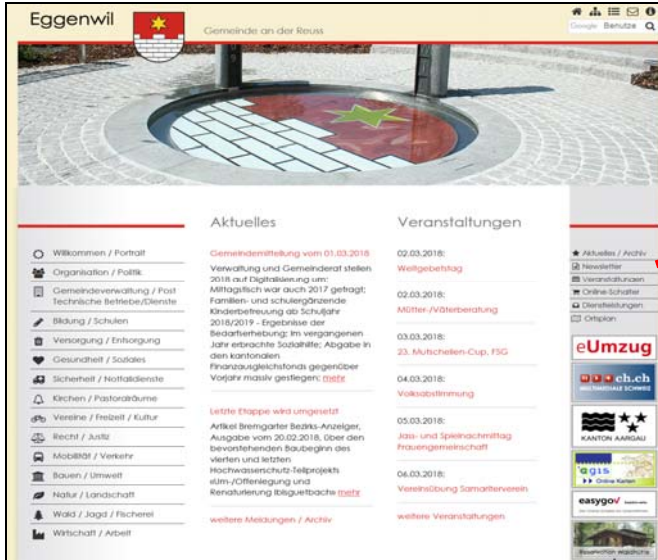 Eggenwil
Gemeinde an der Reuss
Google Benutze
Aktuelles
Gemeindemitteilung vom 01.03.2018
Verwaltung und Gemeinderat stellen
2018 auf Digitalisierung um;
Mittagstisch war auch 2017 gefragt;
Familien- und schulergänzende
Kinderbetreuung ab Schuljahr
2018/2019 - Ergebnisse der
Bedarfserhebung; Im vergangenen
Jahr erbrachte Sozialhilfe; Abgabe in
den kantonalen
Finanzausgleichsfonds gegenüber
Vorjahr massiv gestiegen; mehr
Letzte Etappe wird umgesetzt
Artikel Bremgarter Bezirks-Anzeiger,
Ausgabe vom 20.02.2018, über den
bevorstehenden Baubeginn des
vierten und letzten
Hochwasserschutz-Teilprojekts
«Um-/Offenlegung und
Renaturierung Ibisguetbach» mehr
weitere Meldungen / Archiv
Veranstaltungen
02.03.2018:
Weltgebetstag
02.03.2018:
Mütter-/Väterberatung
03.03.2018:
23. Mutschellen-Cup, FSG
04.03.2018:
Volksabstimmung
05.03.2018:
Jass- und Spielnachmittag
Frauengemeinschaft
06.03.2018:
Vereinsübung Samariterverein
weitere Veranstaltungen
Willkommen / Portrait
Organisation / Politik
Gemeindeverwaltung / Post
Technische Betriebe/Dienste
Bildung / Schulen
Versorgung / Entsorgung
Gesundheit / Soziales
Sicherheit / Notfalldienste
Kirchen / Pastoralräume
Vereine / Freizeit / Kultur
Recht / Justiz
Mobilität / Verkehr
Bauen / Umwelt
Natur / Landschaft
Wald / Jagd / Fischerei
Wirtschaft / Arbeit
Aktuelles / Archiv
Newsletter
Veranstaltungen
Online-Schalter
Dienstleistungen
Ortsplan
eUmzug
ch.ch
KANTON AARGAU
agis
Online Karten
easygov
Reservation Waldhütte